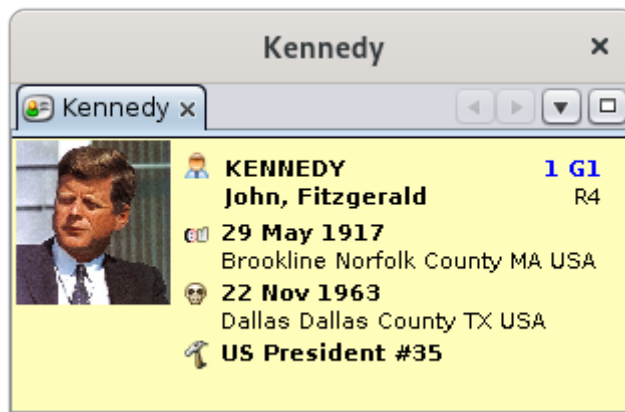 Kennedy
Kennedy
KENNEDY 1 G1
John, Fitzgerald R4
29 May 1917
Brookline Norfolk County MA USA
22 Nov 1963
Dallas Dallas County TX USA
US President #35